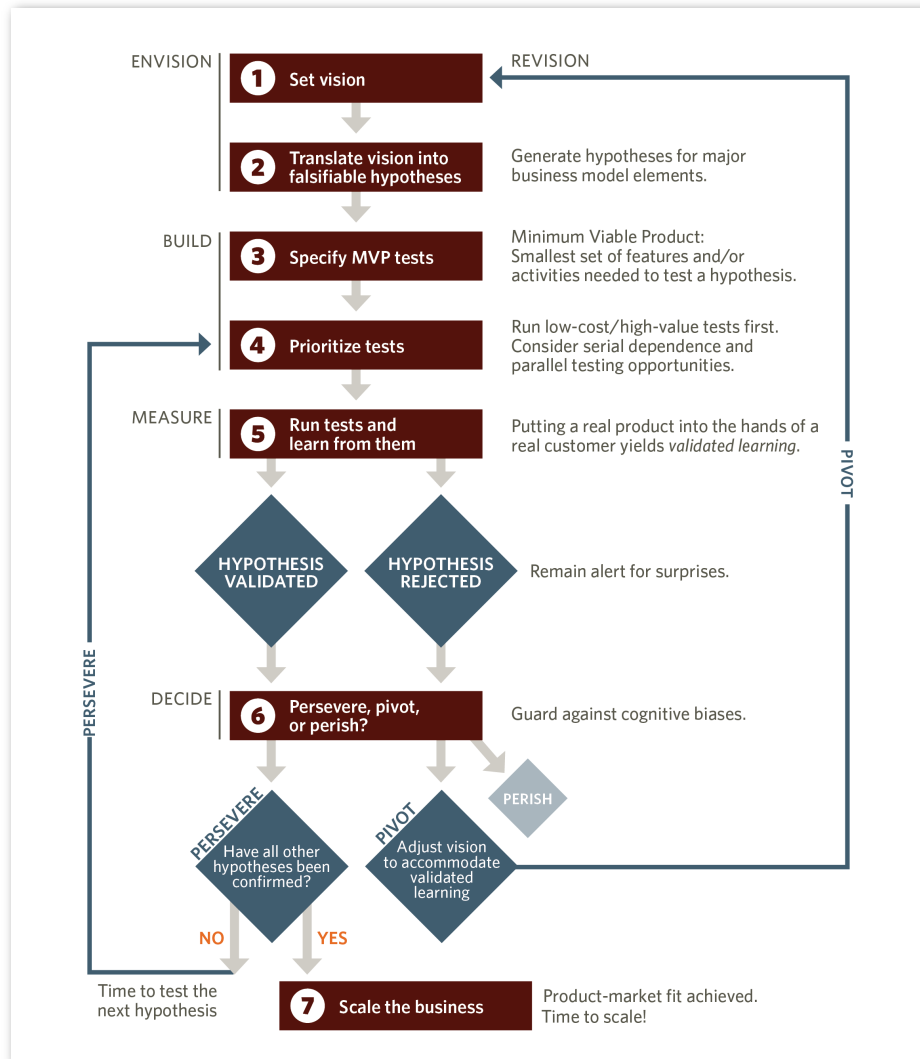 ENVISION
1 Set vision
REVISION
2 Translate vision into
falsifiable hypotheses
Generate hypotheses for major
business model elements.
BUILD
3 Specify MVP tests
Minimum Viable Product:
Smallest set of features and/or
activities needed to test a hypothesis.
4 Prioritize tests
Run low-cost/high-value tests first.
Consider serial dependence and
parallel testing opportunities.
MEASURE
5 Run tests and
learn from them
Putting a real product into the hands of a
real customer yields validated learning.
PIVOT
HYPOTHESIS
VALIDATED
HYPOTHESIS
REJECTED
Remain alert for surprises.
PERSEVERE
DECIDE
6 Persevere, pivot,
or perish?
Guard against cognitive biases.
PERISH
PERSEVERE
Have all other
hypotheses been
confirmed?
PIVOT
Adjust vision
to accommodate
validated
learning
NO
YES
Time to test the
next hypothesis
7 Scale the business
Product-market fit achieved.
Time to scale!